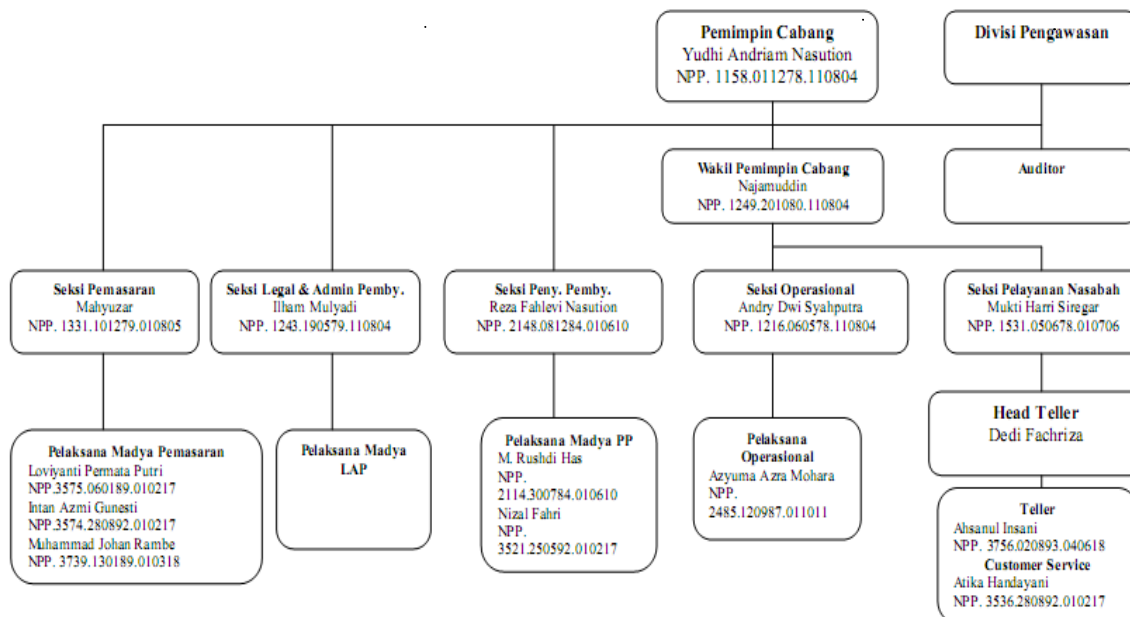 Pemimpin Cabang
Yudhi Andriam Nasution
NPP. 1158.011278.110804
Divisi Pengawasan
Wakil Pemimpin Cabang
Najamuddin
NPP. 1249.201080.110804
Auditor
Seksi Pemasaran
Mahyuzar
NPP. 1331.101279.010805
Seksi Legal & Admin Pemby.
Ilham Mulyadi
NPP. 1243.190579.110804
Seksi Peny. Pemby.
Reza Fahlevi Nasution
NPP. 2148.081284.010610
Seksi Operasional
Andry Dwi Syahputra
NPP. 1216.060578.110804
Seksi Pelayanan Nasabah
Mukti Harri Siregar
NPP. 1531.050678.010706
Head Teller
Dedi Fachriza
Pelaksana Madya Pemasaran
Loviyanti Permata Putri
NPP.3575.060189.010217
Intan Azmi Gunesti
NPP.3574.280892.010217
Muhammad Johan Rambe
NPP. 3739.130189.010318
Pelaksana Madya
LAP
Pelaksana Madya PP
M. Rushdi Has
NPP.
2114.300784.010610
Nizal Fahri
NPP.
3521.250592.010217
Pelaksana
Operasional
Azyuma Azra Mohara
NPP.
2485.120987.011011
Teller
Ahsanul Insani
NPP. 3756.020893.040618
Customer Service
Atika Handayani
NPP. 3536.280892.010217